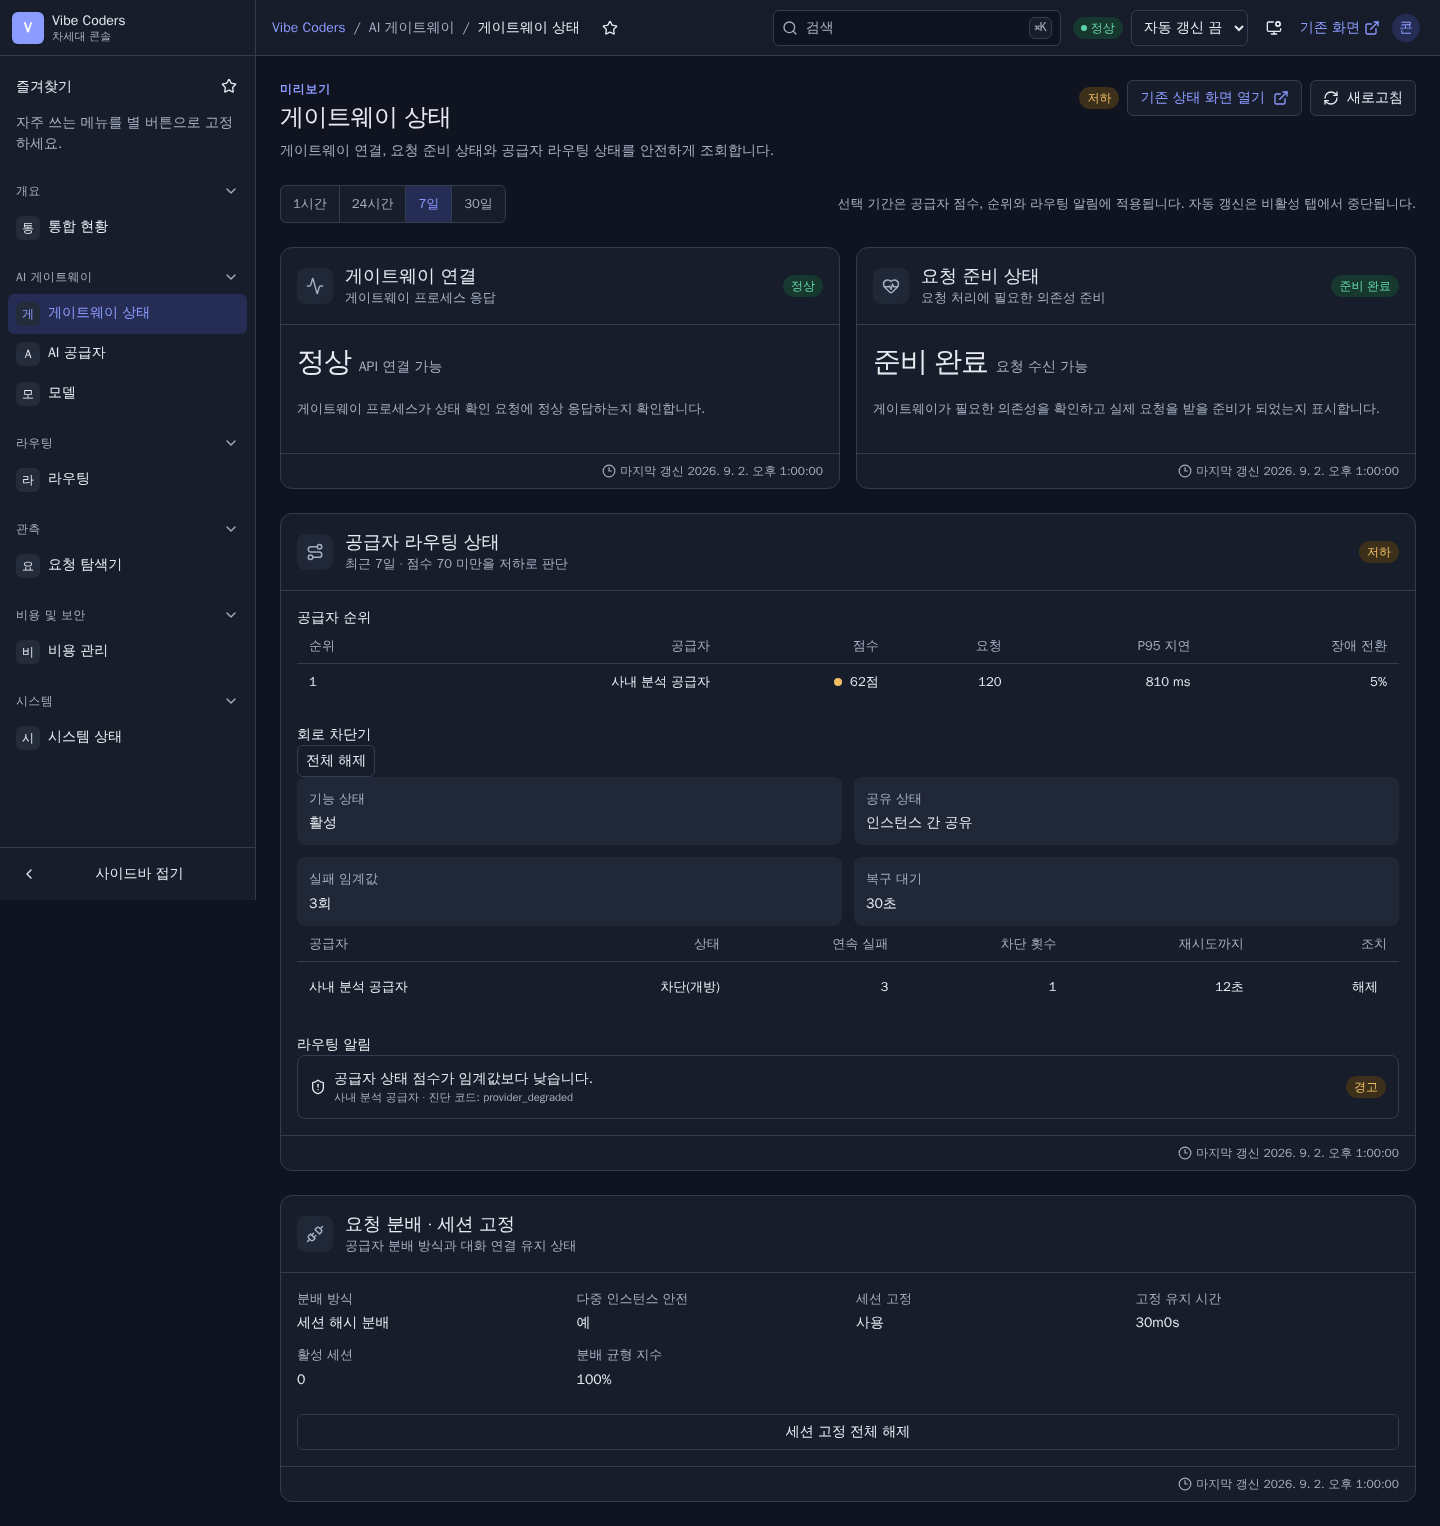 V
Vibe Coders
차세대 콘솔
Vibe Coders / AI 게이트웨이 / 게이트웨이 상태
검색
⌘K
정상
자동 갱신 끔
기존 화면
콘
즐겨찾기
자주 쓰는 메뉴를 별 버튼으로 고정
하세요.
개요
통
통합 현황
AI 게이트웨이
게
게이트웨이 상태
A
AI 공급자
모
모델
라우팅
라
라우팅
관측
요
요청 탐색기
비용 및 보안
비
비용 관리
시스템
시
시스템 상태
사이드바 접기
미리보기
게이트웨이 상태
게이트웨이 연결, 요청 준비 상태와 공급자 라우팅 상태를 안전하게 조회합니다.
저하
기존 상태 화면 열기
새로고침
1시간
24시간
7일
30일
선택 기간은 공급자 점수, 순위와 라우팅 알림에 적용됩니다. 자동 갱신은 비활성 탭에서 중단됩니다.
게이트웨이 연결
게이트웨이 프로세스 응답
정상
정상 API 연결 가능
게이트웨이 프로세스가 상태 확인 요청에 정상 응답하는지 확인합니다.
마지막 갱신 2026. 9. 2. 오후 1:00:00
요청 준비 상태
요청 처리에 필요한 의존성 준비
준비 완료
준비 완료 요청 수신 가능
게이트웨이가 필요한 의존성을 확인하고 실제 요청을 받을 준비가 되었는지 표시합니다.
마지막 갱신 2026. 9. 2. 오후 1:00:00
공급자 라우팅 상태
최근 7일 · 점수 70 미만을 저하로 판단
저하
공급자 순위
순위 공급자 점수 요청 P95 지연 장애 전환
1 사내 분석 공급자 62점 120 810 ms 5%
회로 차단기
전체 해제
기능 상태
활성
공유 상태
인스턴스 간 공유
실패 임계값
3회
복구 대기
30초
공급자 상태 연속 실패 차단 횟수 재시도까지 조치
사내 분석 공급자 차단(개방) 3 1 12초 해제
라우팅 알림
공급자 상태 점수가 임계값보다 낮습니다.
사내 분석 공급자 · 진단 코드: provider_degraded
경고
마지막 갱신 2026. 9. 2. 오후 1:00:00
요청 분배 · 세션 고정
공급자 분배 방식과 대화 연결 유지 상태
분배 방식
세션 해시 분배
다중 인스턴스 안전
예
세션 고정
사용
고정 유지 시간
30m0s
활성 세션
0
분배 균형 지수
100%
세션 고정 전체 해제
마지막 갱신 2026. 9. 2. 오후 1:00:00